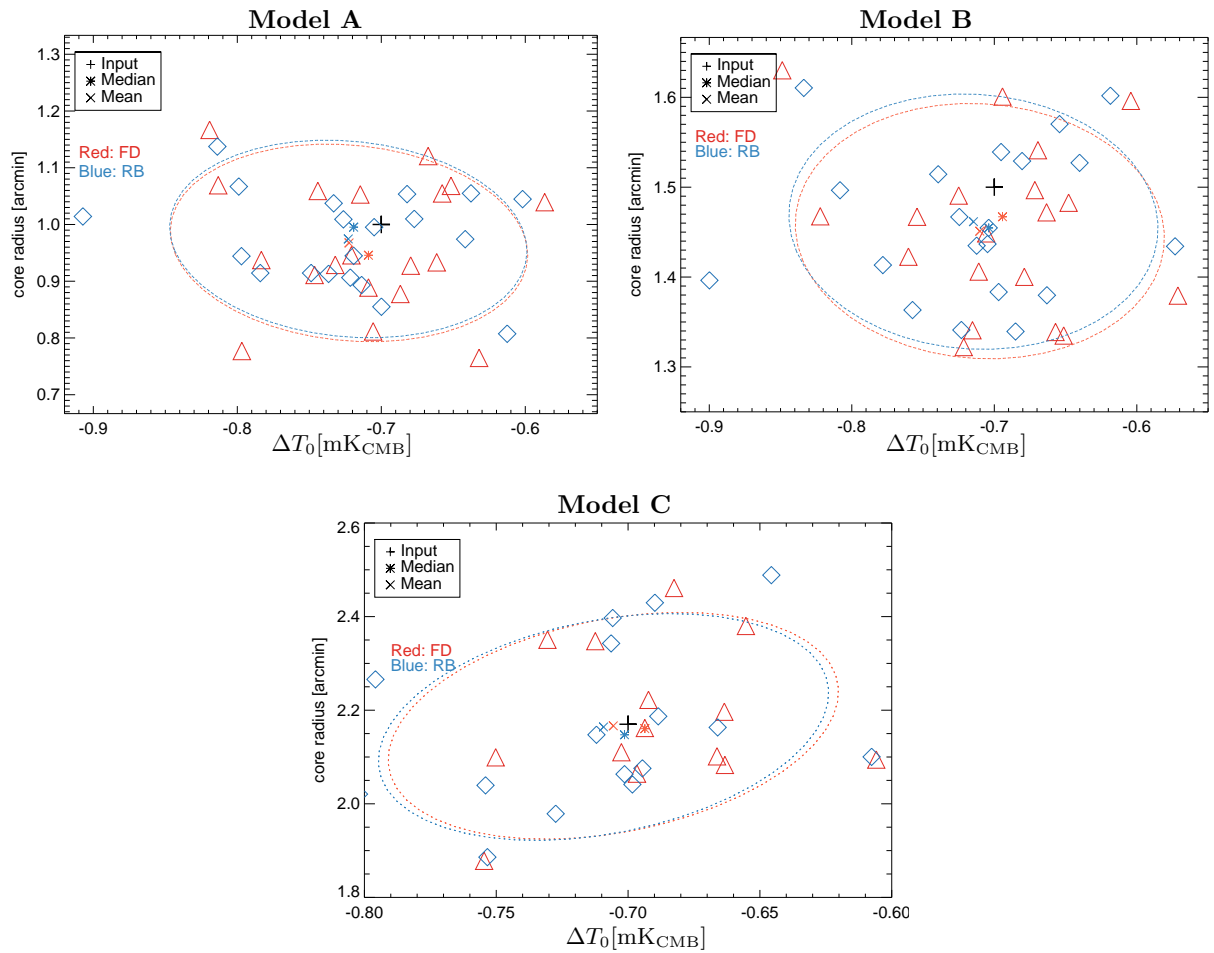 Model A
1.3
1.2
1.1
1.0
0.9
0.8
0.7
core radius [arcmin]
Input
Median
Mean
Red: FD
Blue: RB
-0.9
-0.8
-0.7
-0.6
ΔT₀[mK_CMB]
Model B
1.6
1.5
1.4
1.3
core radius [arcmin]
Input
Median
Mean
Red: FD
Blue: RB
-0.9
-0.8
-0.7
-0.6
ΔT₀[mK_CMB]
Model C
2.6
2.4
2.2
2.0
1.8
core radius [arcmin]
Input
Median
Mean
Red: FD
Blue: RB
-0.80
-0.75
-0.70
-0.65
-0.60
ΔT₀[mK_CMB]